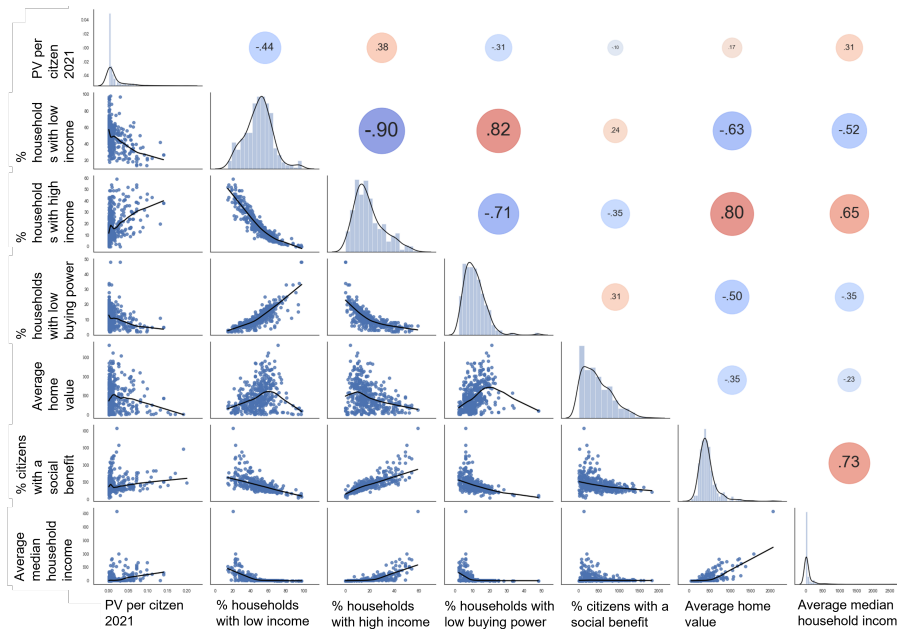 PV per
citzen
2021
-.44
.38
-.31
-.10
.17
.31
%
household
s with low
income
-.90
.82
.24
-.63
-.52
%
household
s with high
income
-.71
-.35
.80
.65
%
households
with low
buying power
.31
-.50
-.35
Average
home
value
-.35
-.23
% citizens
with a
social
benefit
.73
Average
median
household
income
PV per citzen
2021
% households
with low income
% households
with high income
% households with
low buying power
% citizens with a
social benefit
Average home
value
Average median
household incom